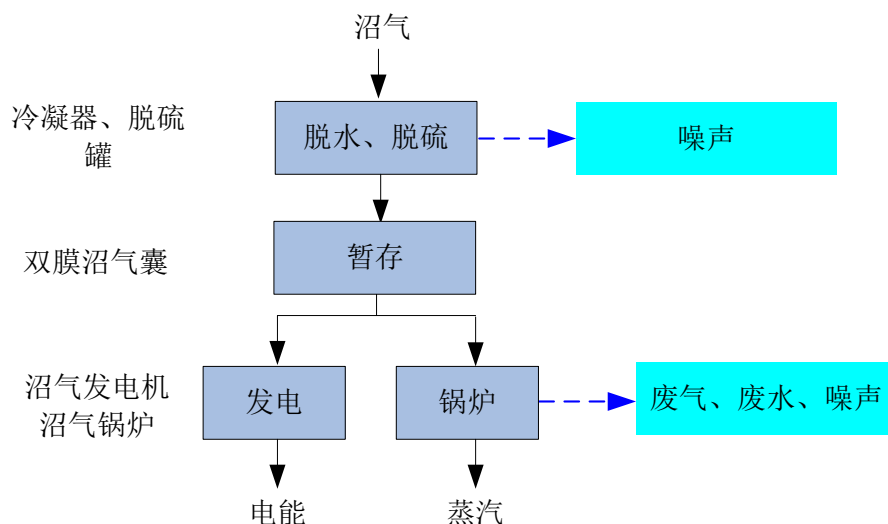 沼气
冷凝器、脱硫
罐
脱水、脱硫
噪声
双膜沼气囊
暂存
沼气发电机
沼气锅炉
发电
锅炉
废气、废水、噪声
电能
蒸汽